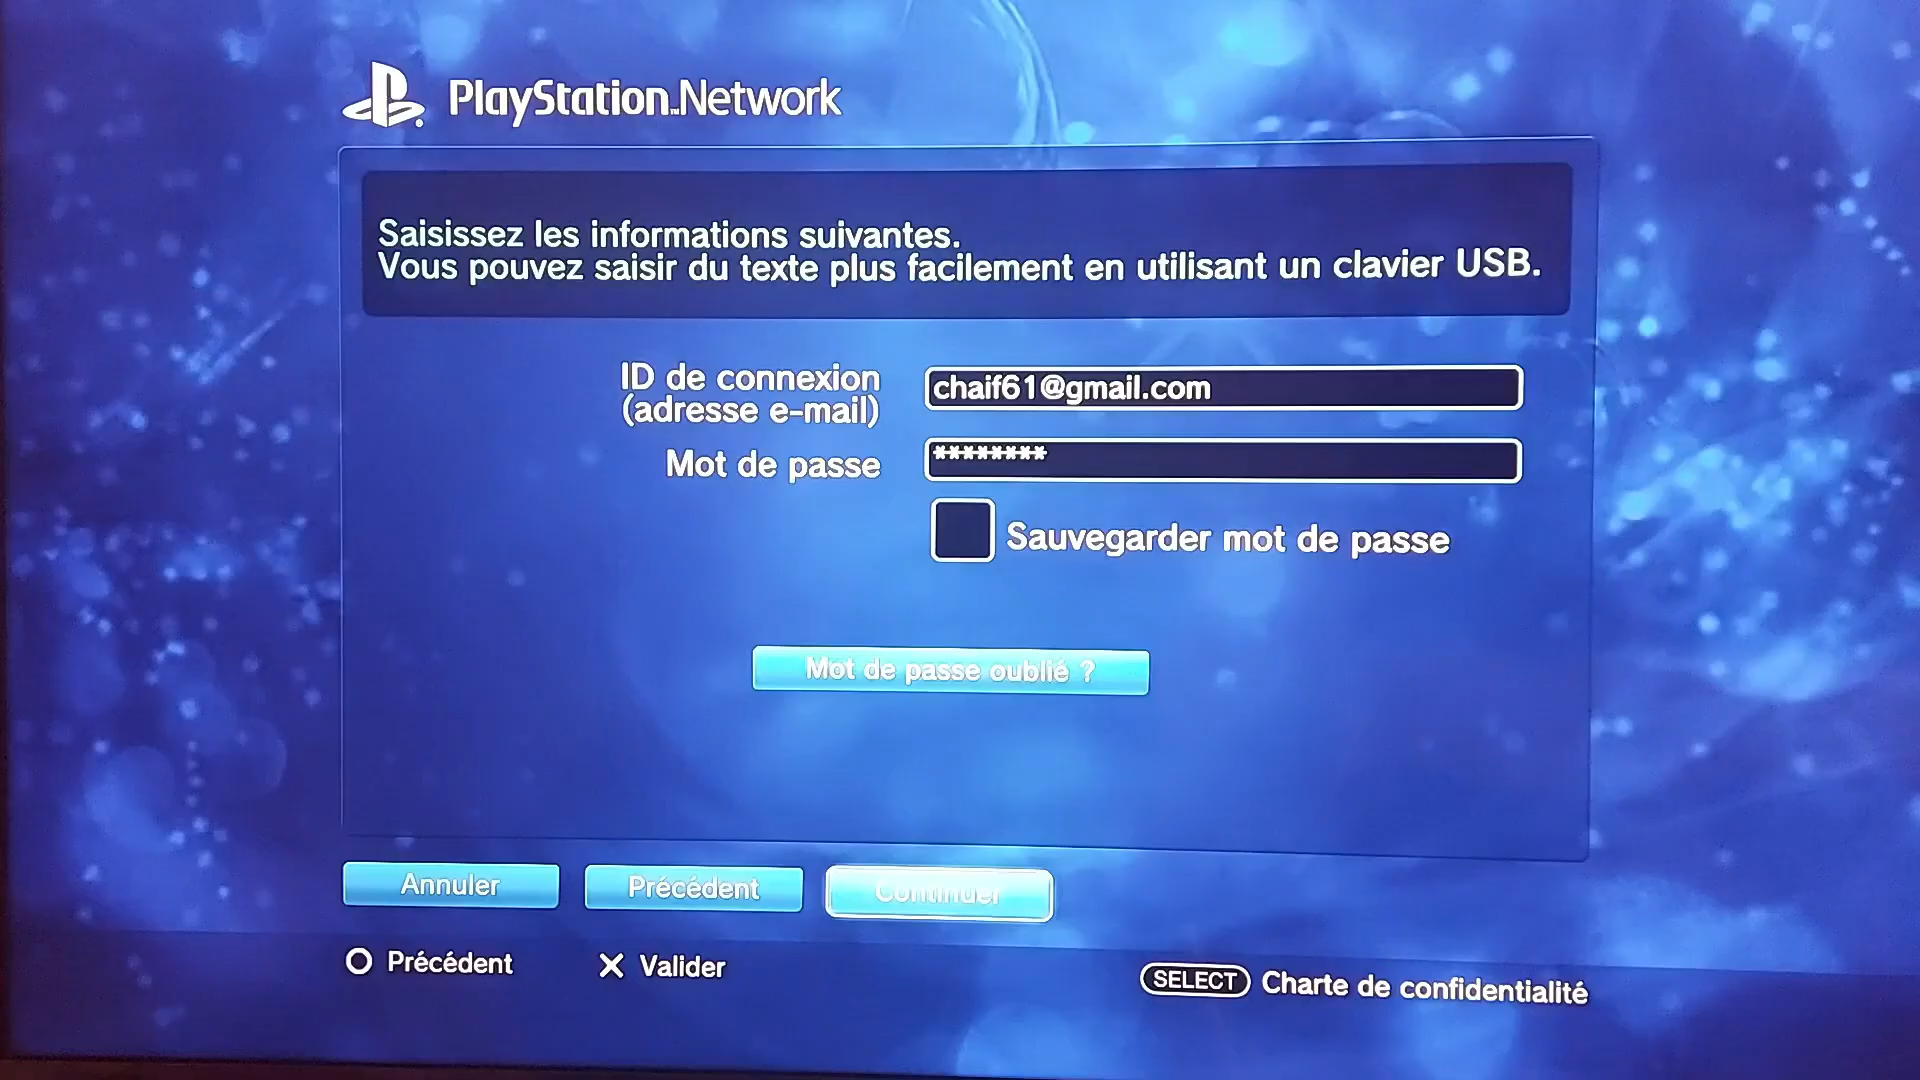 PlayStation®Network
Saisissez les informations suivantes.
Vous pouvez saisir du texte plus facilement en utilisant un clavier USB.
ID de connexion
(adresse e-mail)
chaif61@gmail.com
Mot de passe
********
Sauvegarder mot de passe
Mot de passe oublié ?
Annuler
Précédent
Continuer
Précédent
Valider
SELECT Charte de confidentialité